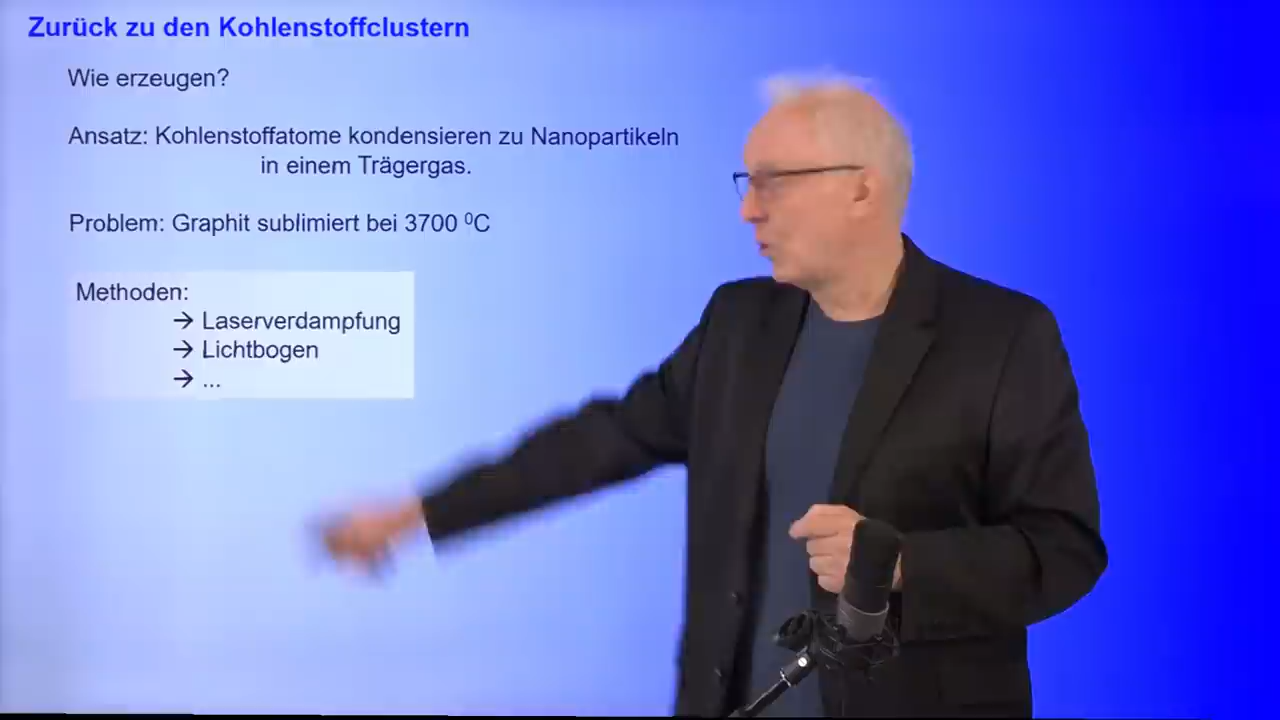 Zurück zu den Kohlenstoffclustern
Wie erzeugen?
Ansatz: Kohlenstoffatome kondensieren zu Nanopartikeln
in einem Trägergas.
Problem: Graphit sublimiert bei 3700 ⁰C
Methoden:
→ Laserverdampfung
→ Lichtbogen
→ ...